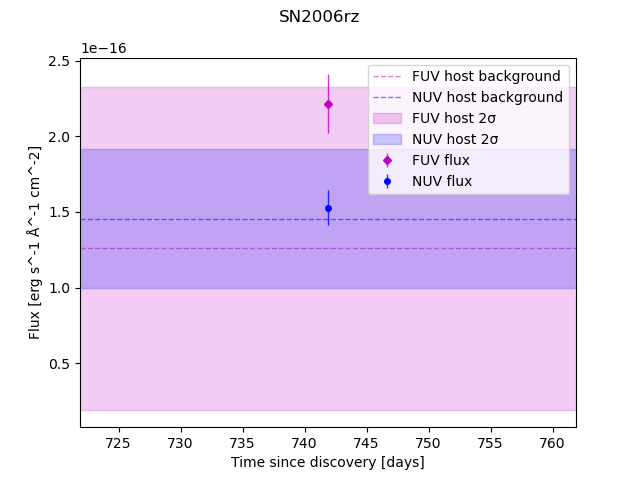 SN2006rz
1e−16
2.5
2.0
1.5
1.0
0.5
Flux [erg s^-1 Å^-1 cm^-2]
FUV host background
NUV host background
FUV host 2σ
NUV host 2σ
FUV flux
NUV flux
725
730
735
740
745
750
755
760
Time since discovery [days]